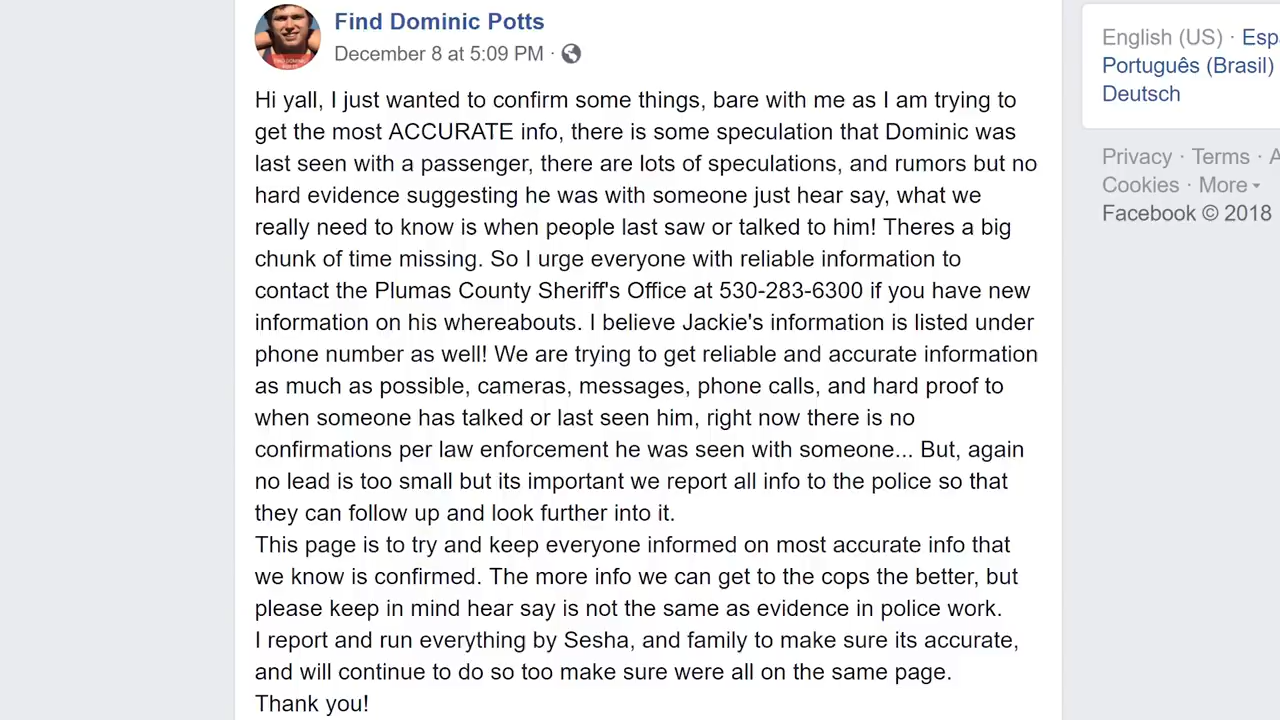 Find Dominic Potts
December 8 at 5:09 PM ·
Hi yall, I just wanted to confirm some things, bare with me as I am trying to
get the most ACCURATE info, there is some speculation that Dominic was
last seen with a passenger, there are lots of speculations, and rumors but no
hard evidence suggesting he was with someone just hear say, what we
really need to know is when people last saw or talked to him! Theres a big
chunk of time missing. So I urge everyone with reliable information to
contact the Plumas County Sheriff's Office at 530-283-6300 if you have new
information on his whereabouts. I believe Jackie's information is listed under
phone number as well! We are trying to get reliable and accurate information
as much as possible, cameras, messages, phone calls, and hard proof to
when someone has talked or last seen him, right now there is no
confirmations per law enforcement he was seen with someone... But, again
no lead is too small but its important we report all info to the police so that
they can follow up and look further into it.
This page is to try and keep everyone informed on most accurate info that
we know is confirmed. The more info we can get to the cops the better, but
please keep in mind hear say is not the same as evidence in police work.
I report and run everything by Sesha, and family to make sure its accurate,
and will continue to do so too make sure were all on the same page.
Thank you!
English (US) · Espa
Português (Brasil)
Deutsch
Privacy · Terms · A
Cookies · More
Facebook © 2018